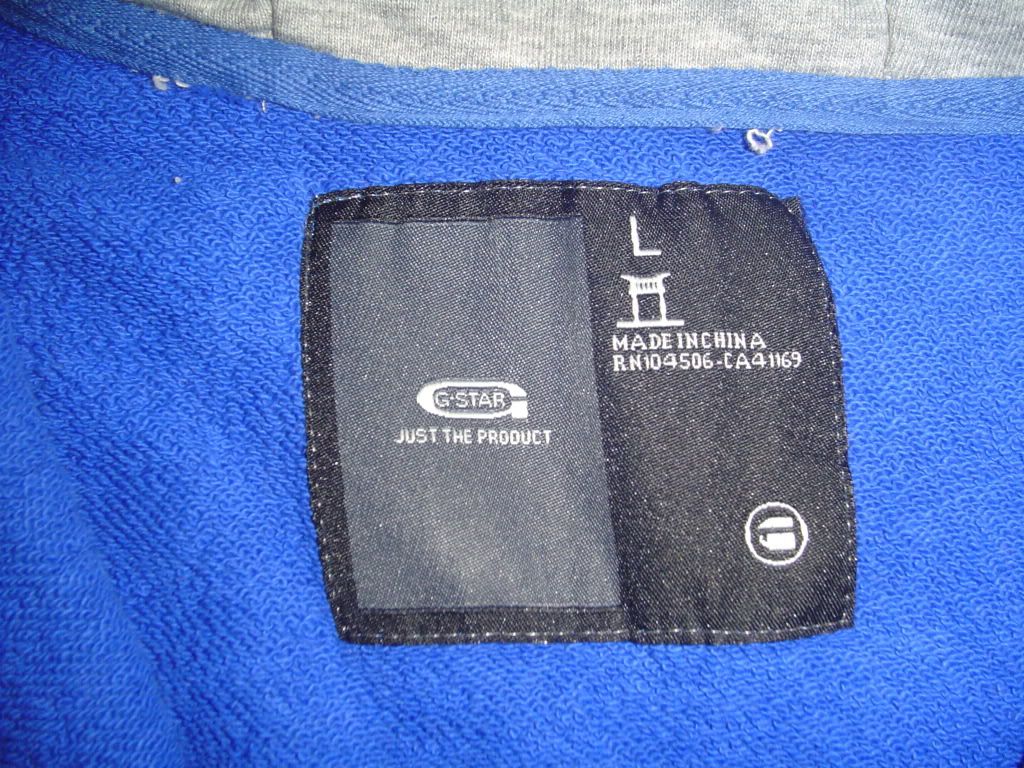 G-STAR
JUST THE PRODUCT
L
MADE IN CHINA
RN104506-CA41169